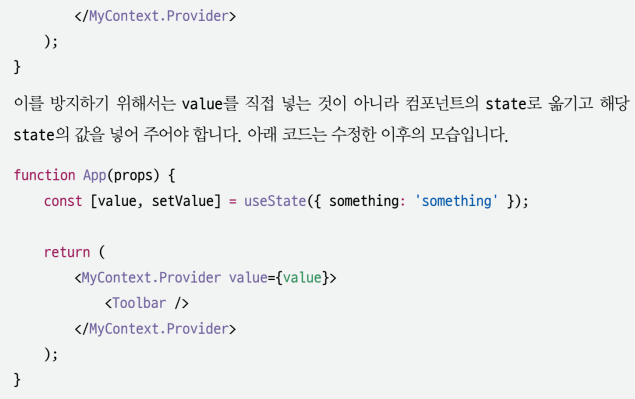 </MyContext.Provider>
);
}
이를 방지하기 위해서는 value를 직접 넣는 것이 아니라 컴포넌트의 state로 옮기고 해당
state의 값을 넣어 주어야 합니다. 아래 코드는 수정한 이후의 모습입니다.
function App(props) {
const [value, setValue] = useState({ something: 'something' });
return (
<MyContext.Provider value={value}>
<Toolbar />
</MyContext.Provider>
);
}